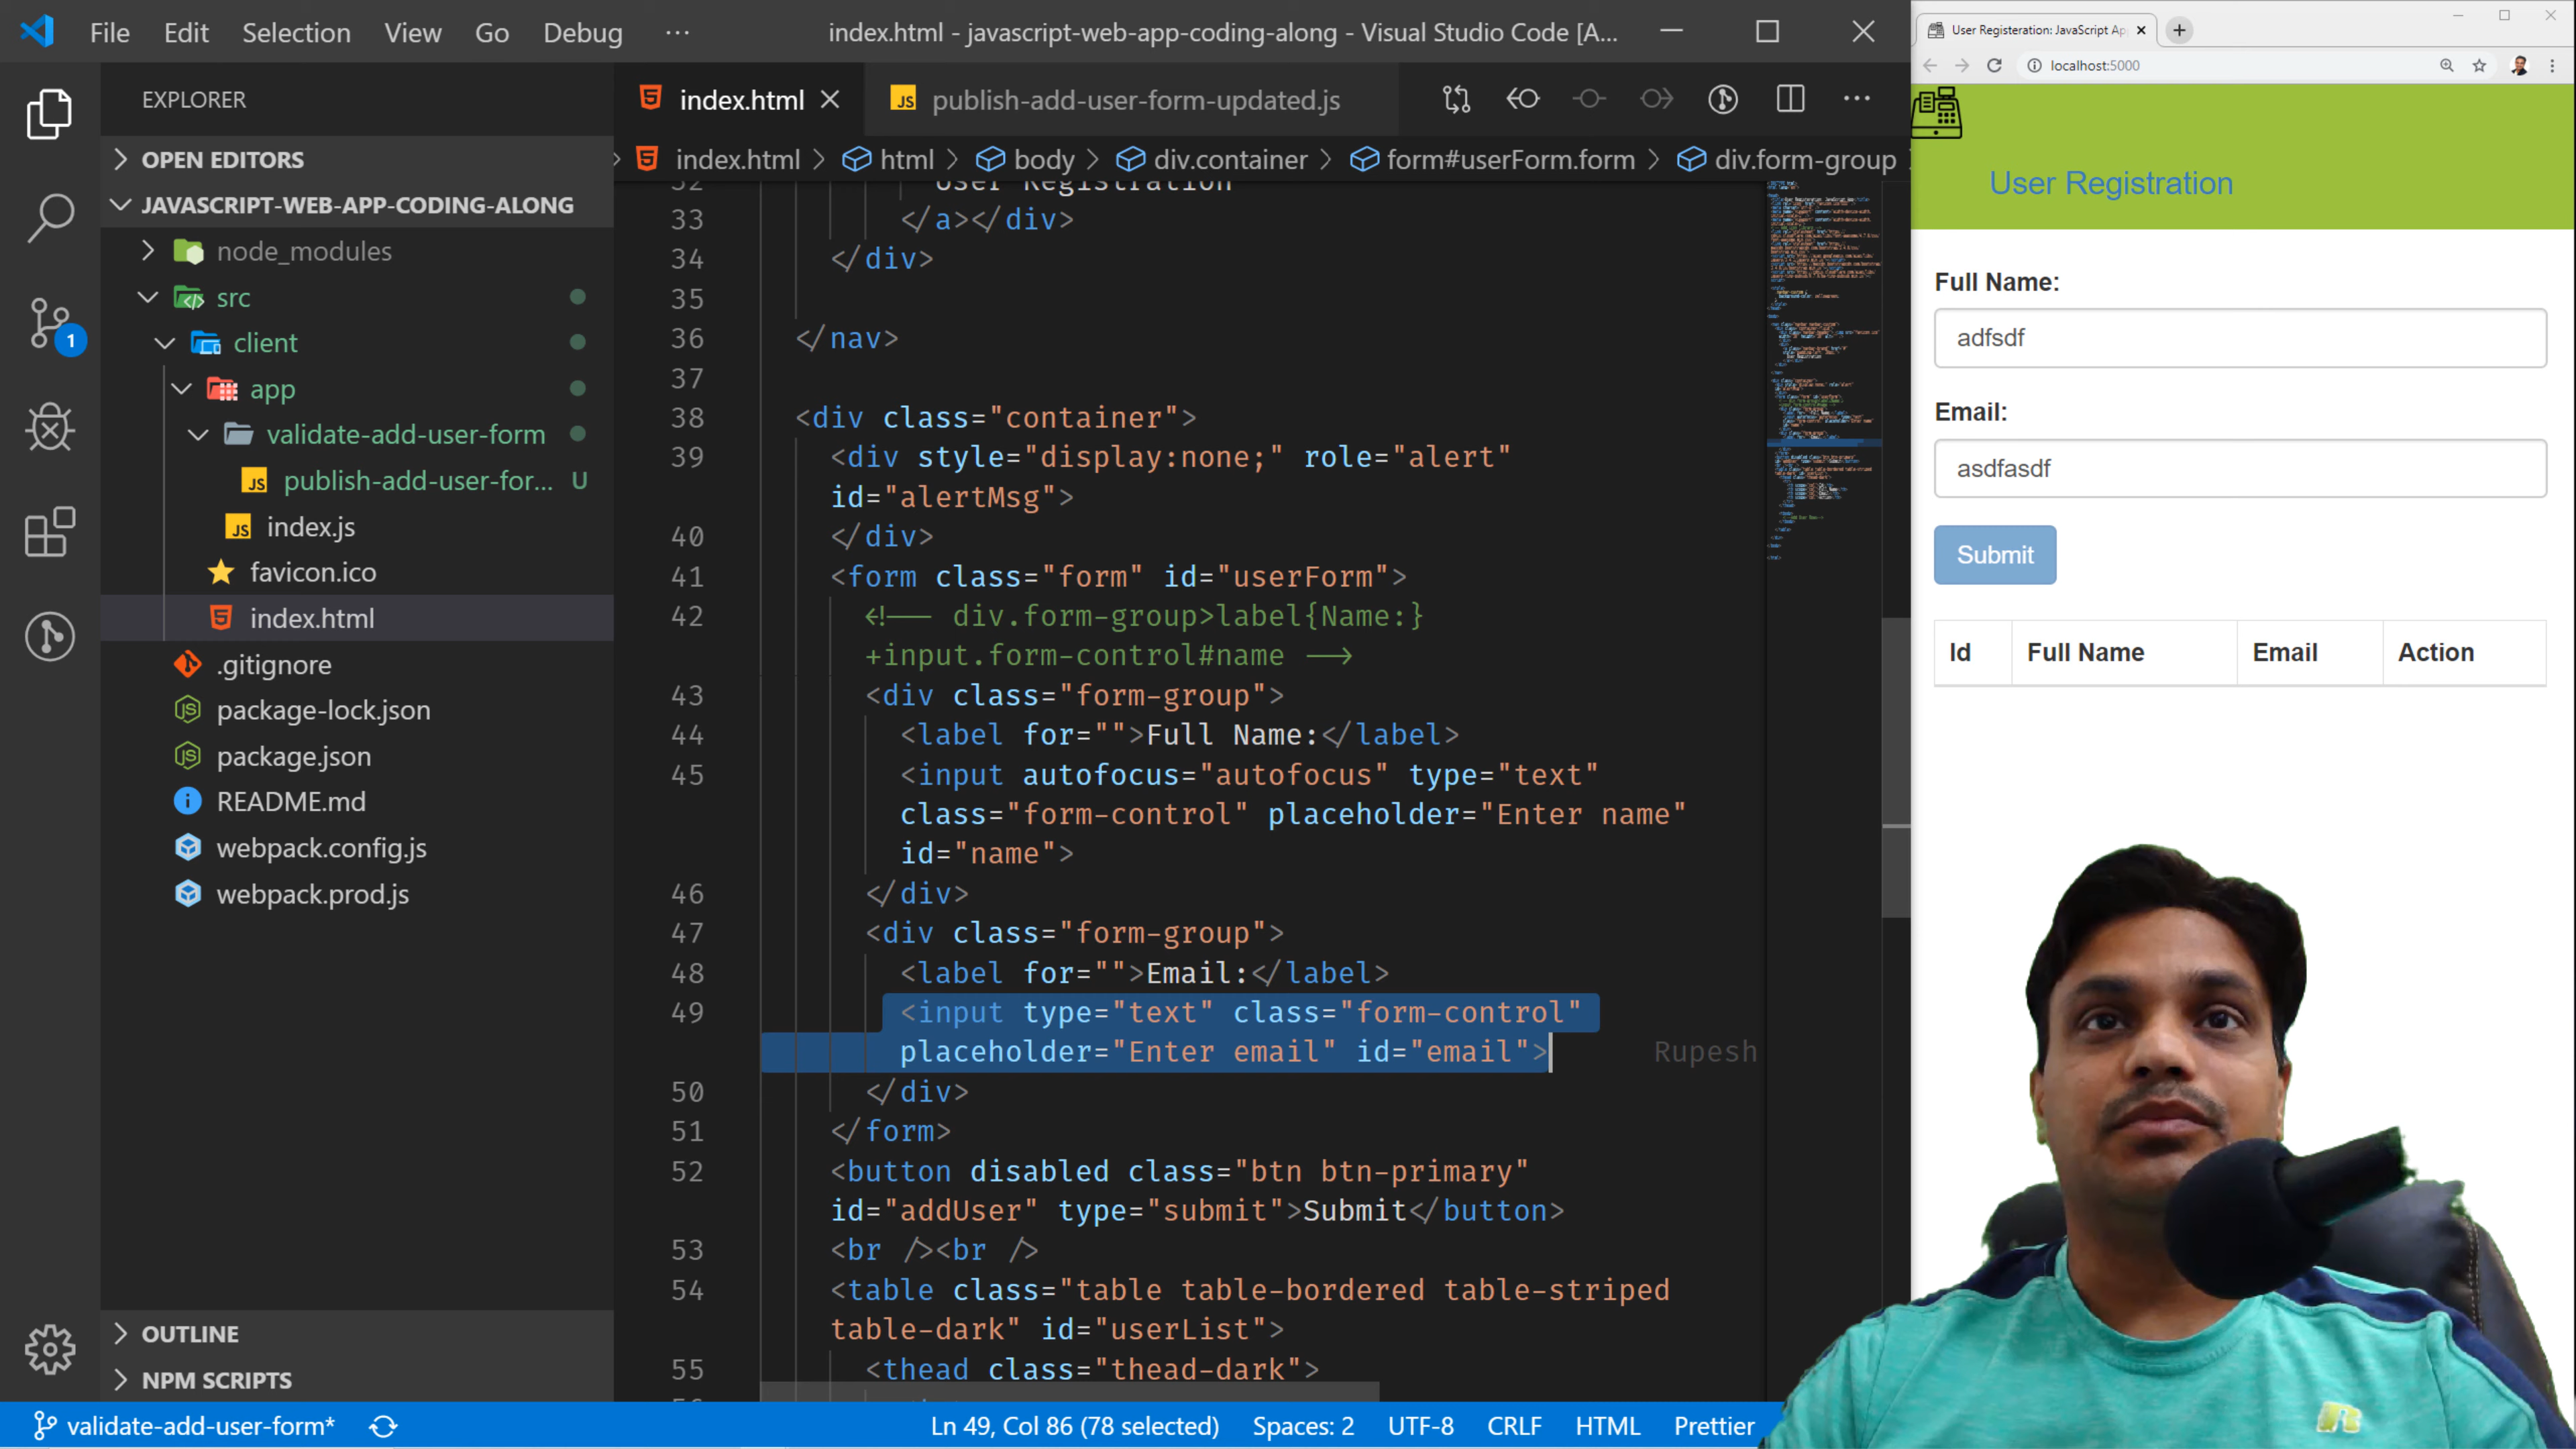 File Edit Selection View Go Debug ··· index.html - javascript-web-app-coding-along - Visual Studio Code [A...
User Registeration: JavaScript Ap
localhost:5000
EXPLORER
OPEN EDITORS
JAVASCRIPT-WEB-APP-CODING-ALONG
node_modules
src
client
app
validate-add-user-form
publish-add-user-for... U
index.js
favicon.ico
index.html
.gitignore
package-lock.json
package.json
README.md
webpack.config.js
webpack.prod.js
OUTLINE
NPM SCRIPTS
1
index.html publish-add-user-form-updated.js
index.html > html > body > div.container > form#userForm.form > div.form-group
32 User Registration
33 </a></div>
34 </div>
35
36 </nav>
37
38 <div class="container">
39 <div style="display:none;" role="alert"
id="alertMsg">
40 </div>
41 <form class="form" id="userForm">
42 <!-- div.form-group>label{Name:}
+input.form-control#name -->
43 <div class="form-group">
44 <label for="">Full Name:</label>
45 <input autofocus="autofocus" type="text"
class="form-control" placeholder="Enter name"
id="name">
46 </div>
47 <div class="form-group">
48 <label for="">Email:</label>
49 <input type="text" class="form-control"
placeholder="Enter email" id="email"> Rupesh
50 </div>
51 </form>
52 <button disabled class="btn btn-primary"
id="addUser" type="submit">Submit</button>
53 <br /><br />
54 <table class="table table-bordered table-striped
table-dark" id="userList">
55 <thead class="thead-dark">
validate-add-user-form* Ln 49, Col 86 (78 selected) Spaces: 2 UTF-8 CRLF HTML Prettier
User Registration
Full Name:
adfsdf
Email:
asdfasdf
Submit
Id Full Name Email Action